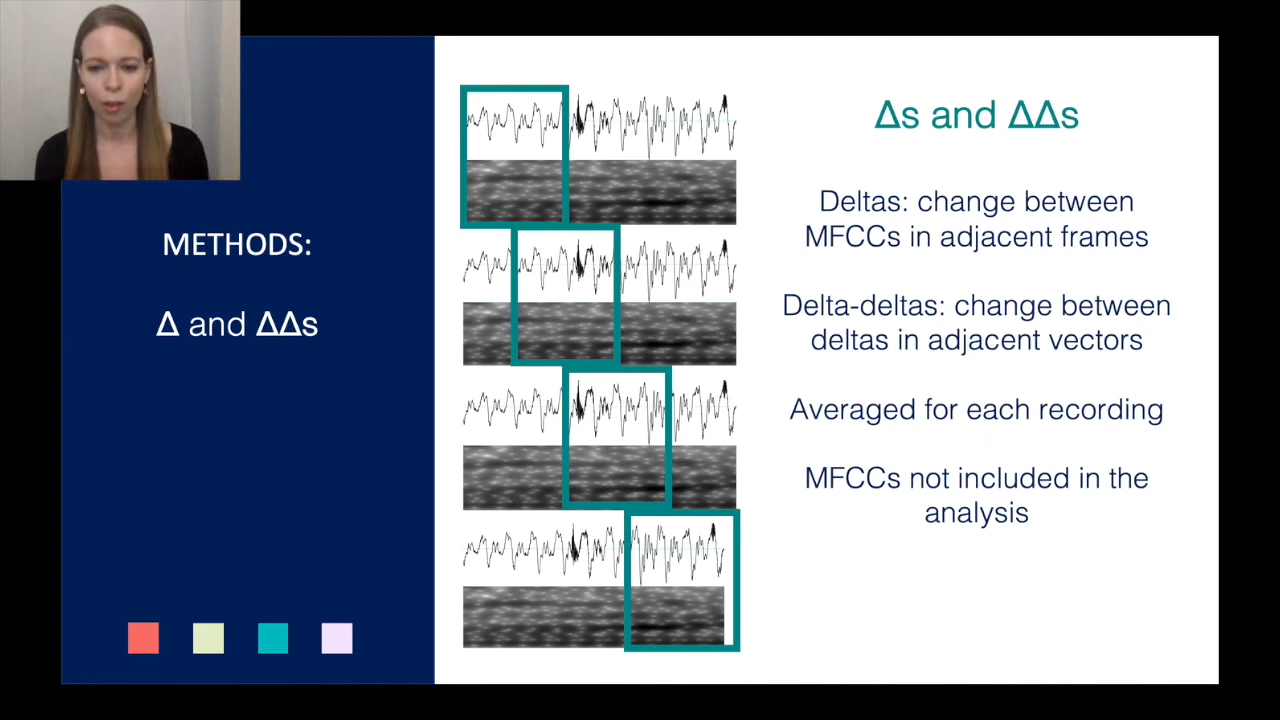 METHODS:
Δ and ΔΔs
Δs and ΔΔs
Deltas: change between
MFCCs in adjacent frames
Delta-deltas: change between
deltas in adjacent vectors
Averaged for each recording
MFCCs not included in the
analysis